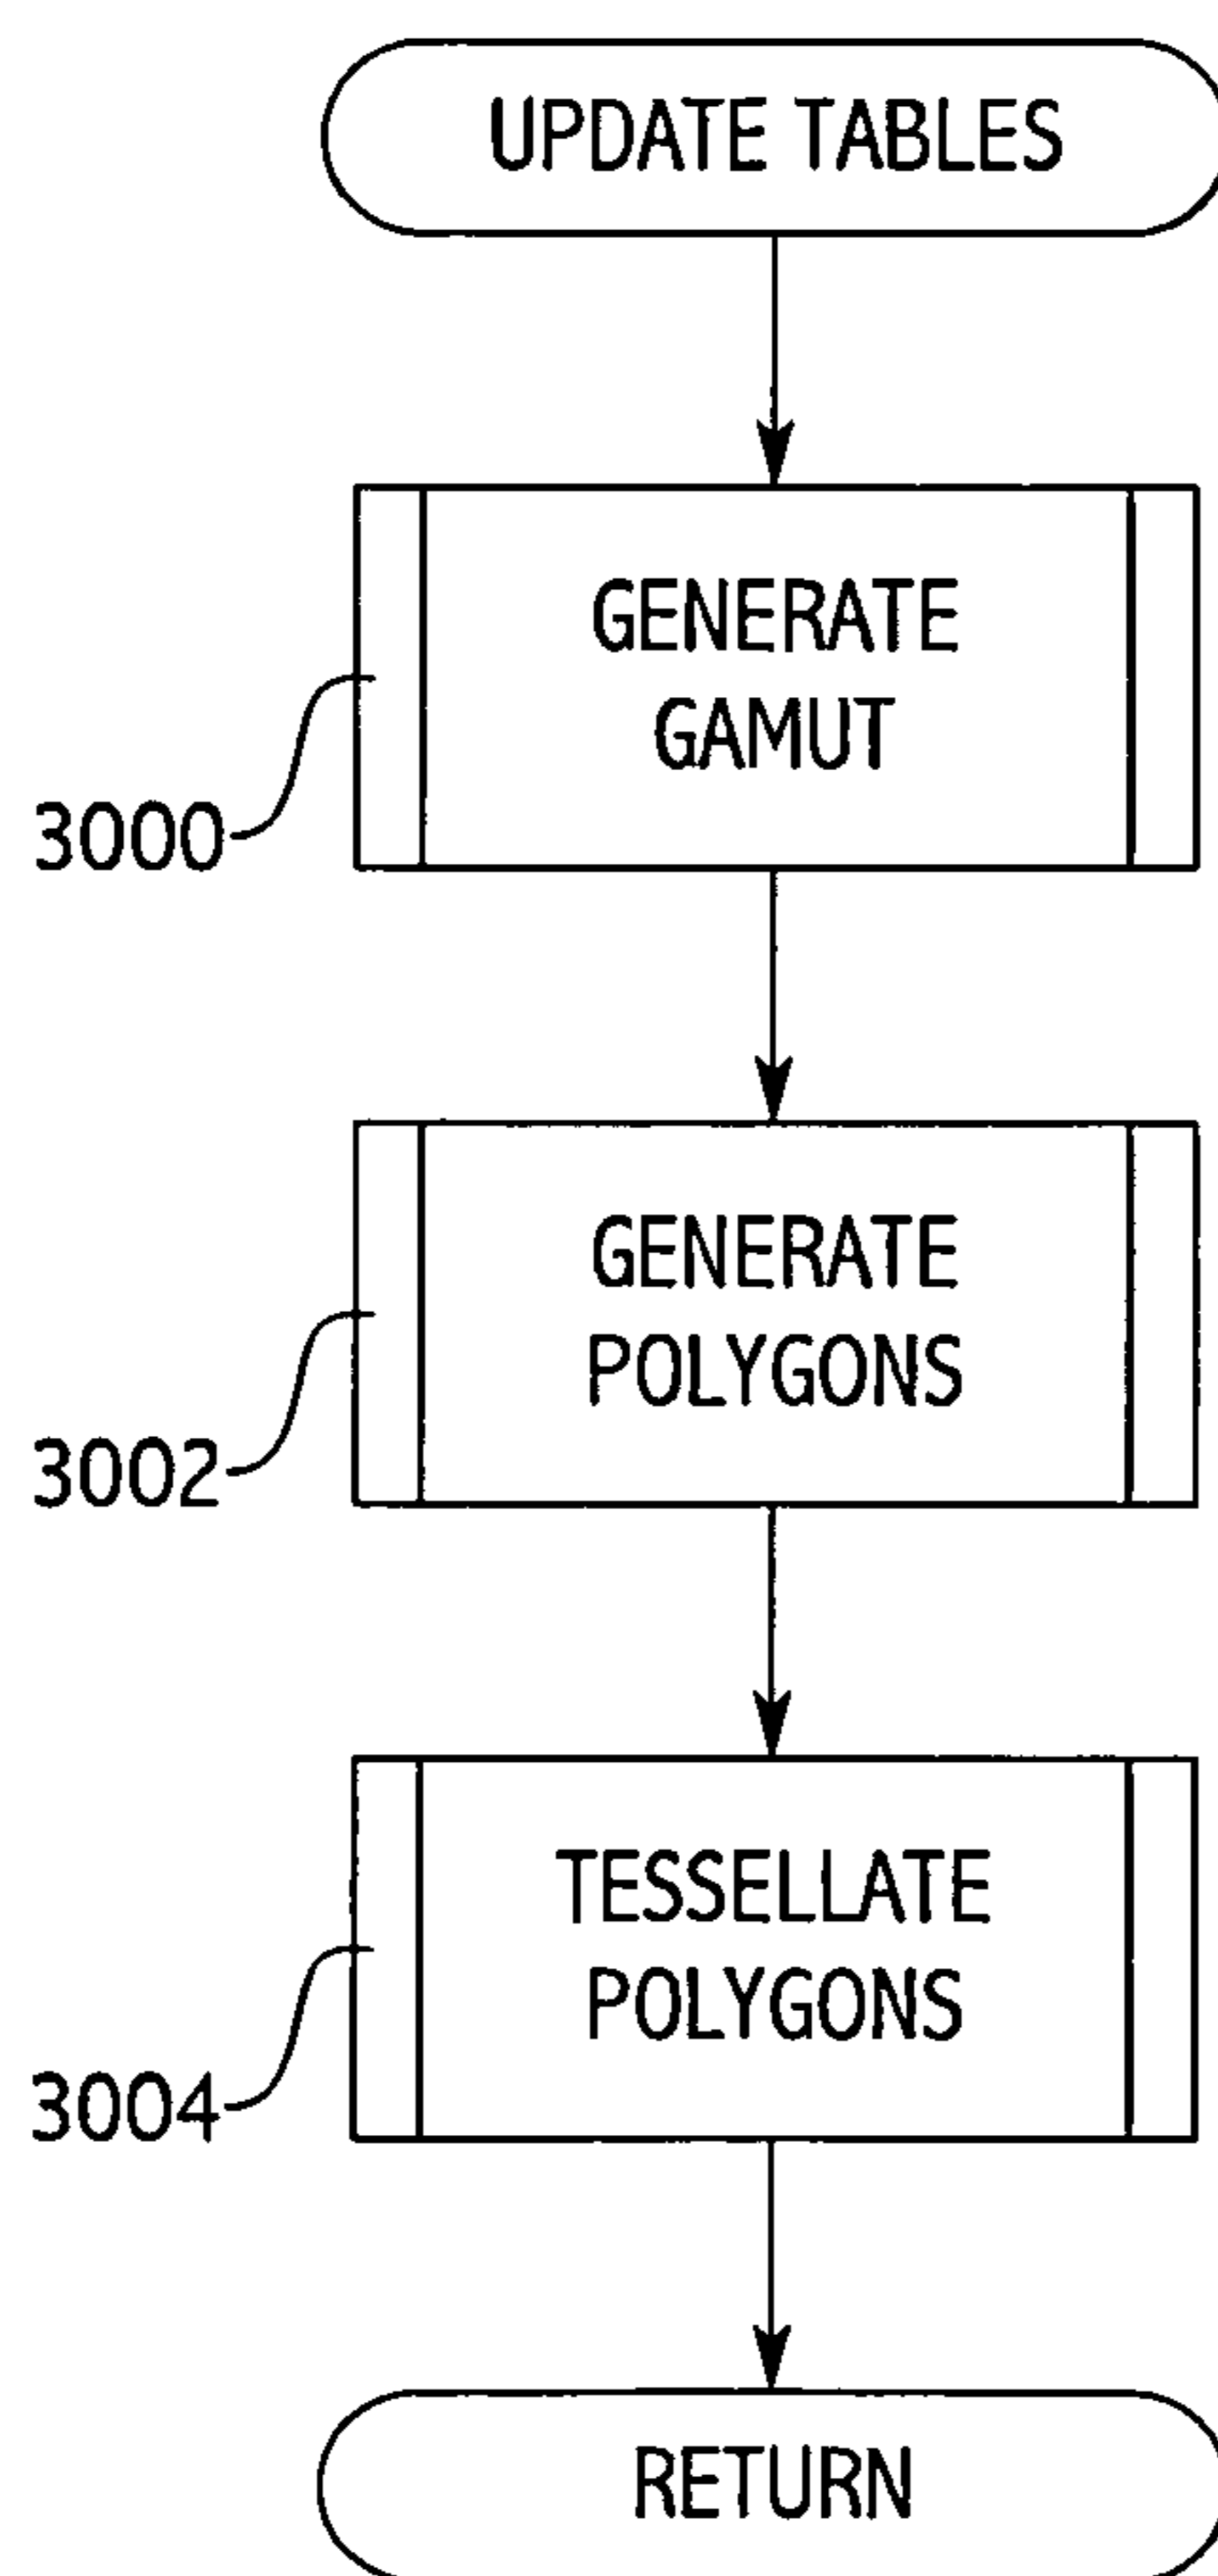 UPDATE TABLES
GENERATE
GAMUT
3000
GENERATE
POLYGONS
3002
TESSELLATE
POLYGONS
3004
RETURN